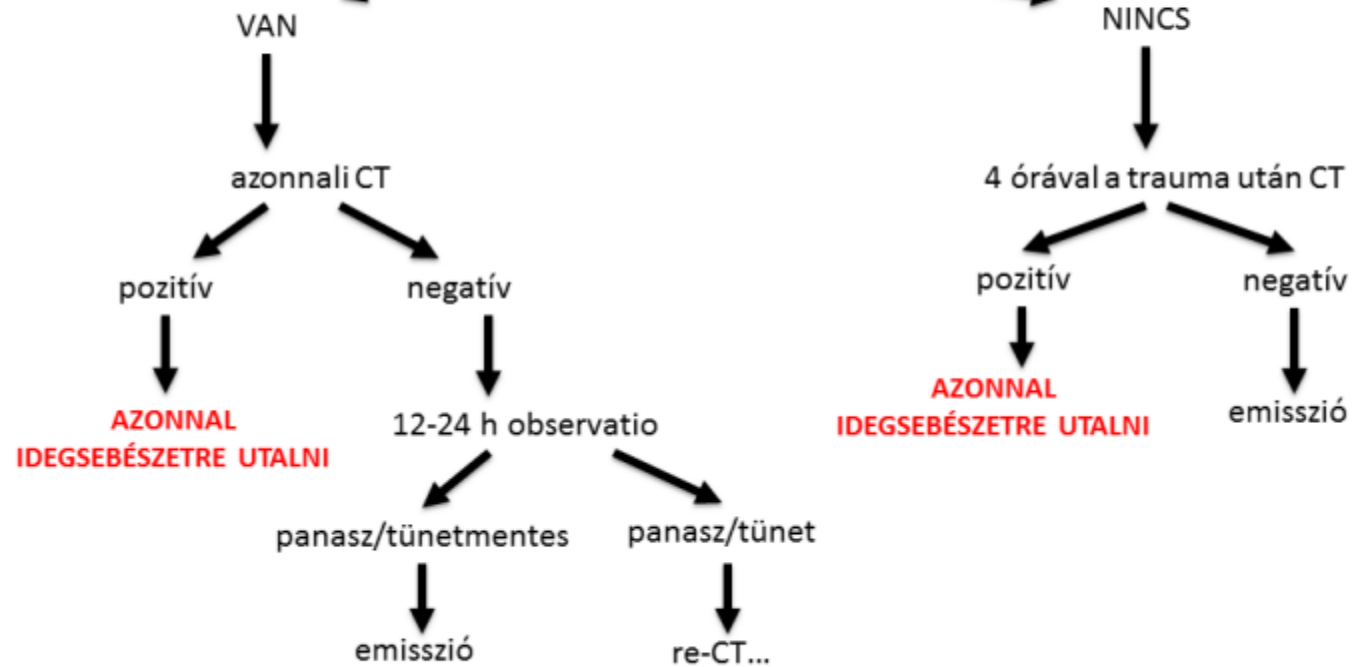 VAN
NINCS
azonnali CT
4 órával a trauma után CT
pozitív
negatív
pozitív
negatív
AZONNAL
IDEGSEBÉSZETRE UTALNI
12-24 h observatio
AZONNAL
IDEGSEBÉSZETRE UTALNI
emisszió
panasz/tünetmentes
panasz/tünet
emisszió
re-CT...